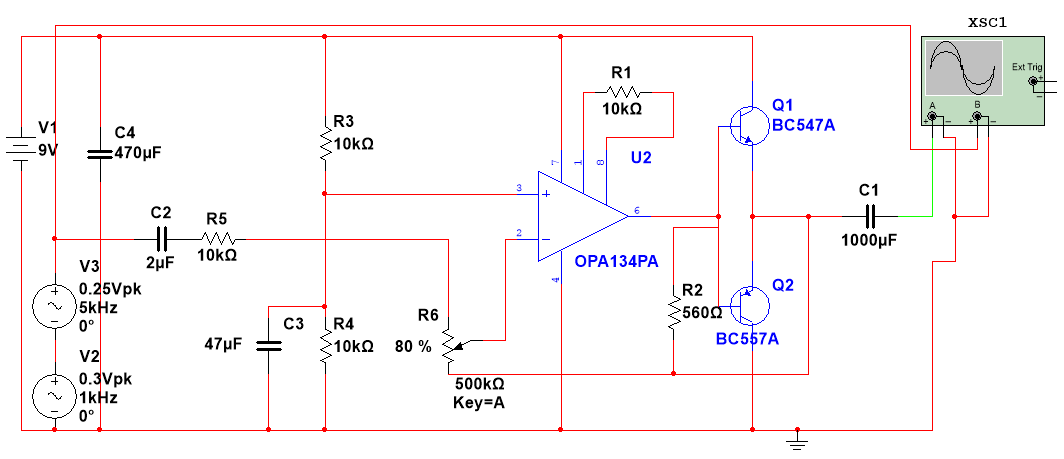 XSC1
Ext Trig
+
−
A
B
+ − + −
V1
9V
C4
470µF
R3
10kΩ
R1
10kΩ
Q1
BC547A
U2
7
1
8
3
6
2
4
OPA134PA
C2
2µF
R5
10kΩ
C1
1000µF
V3
0.25Vpk
5kHz
0°
C3
47µF
R4
10kΩ
R6
80 %
500kΩ
Key=A
R2
560Ω
Q2
BC557A
V2
0.3Vpk
1kHz
0°